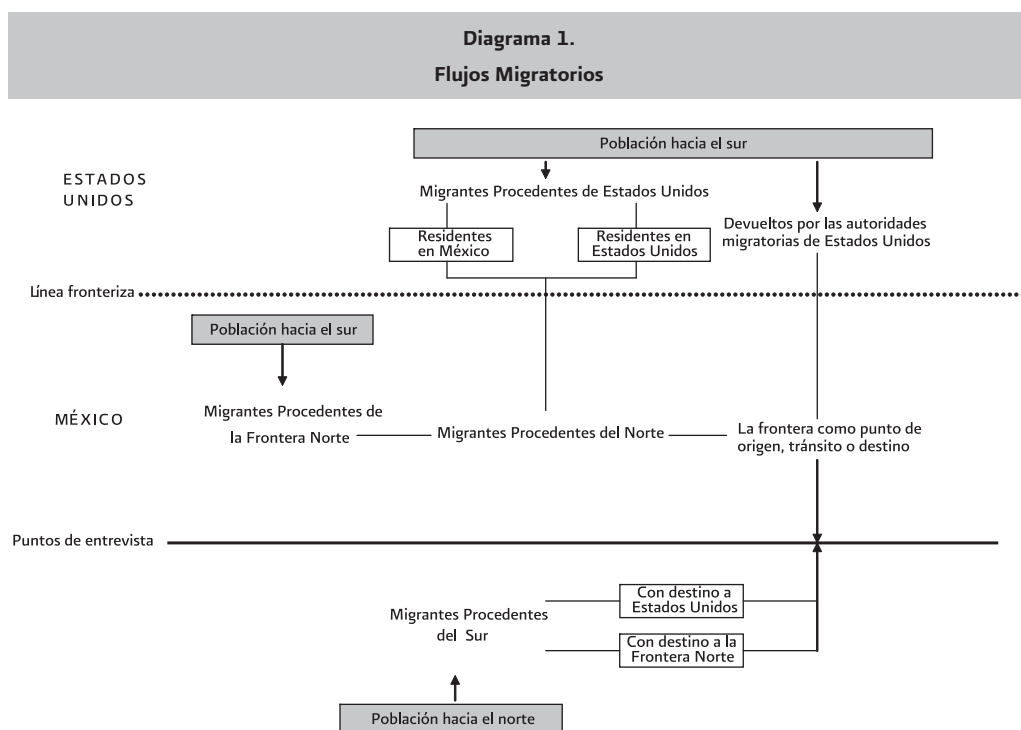 Diagrama 1.
Flujos Migratorios
Población hacia el sur
ESTADOS
UNIDOS
Migrantes Procedentes de Estados Unidos
Residentes
en México
Residentes en
Estados Unidos
Devueltos por las autoridades
migratorias de Estados Unidos
Línea fronteriza
Población hacia el sur
MÉXICO
Migrantes Procedentes de
la Frontera Norte
Migrantes Procedentes del Norte
La frontera como punto de
origen, tránsito o destino
Puntos de entrevista
Migrantes Procedentes
del Sur
Con destino a
Estados Unidos
Con destino a la
Frontera Norte
Población hacia el norte